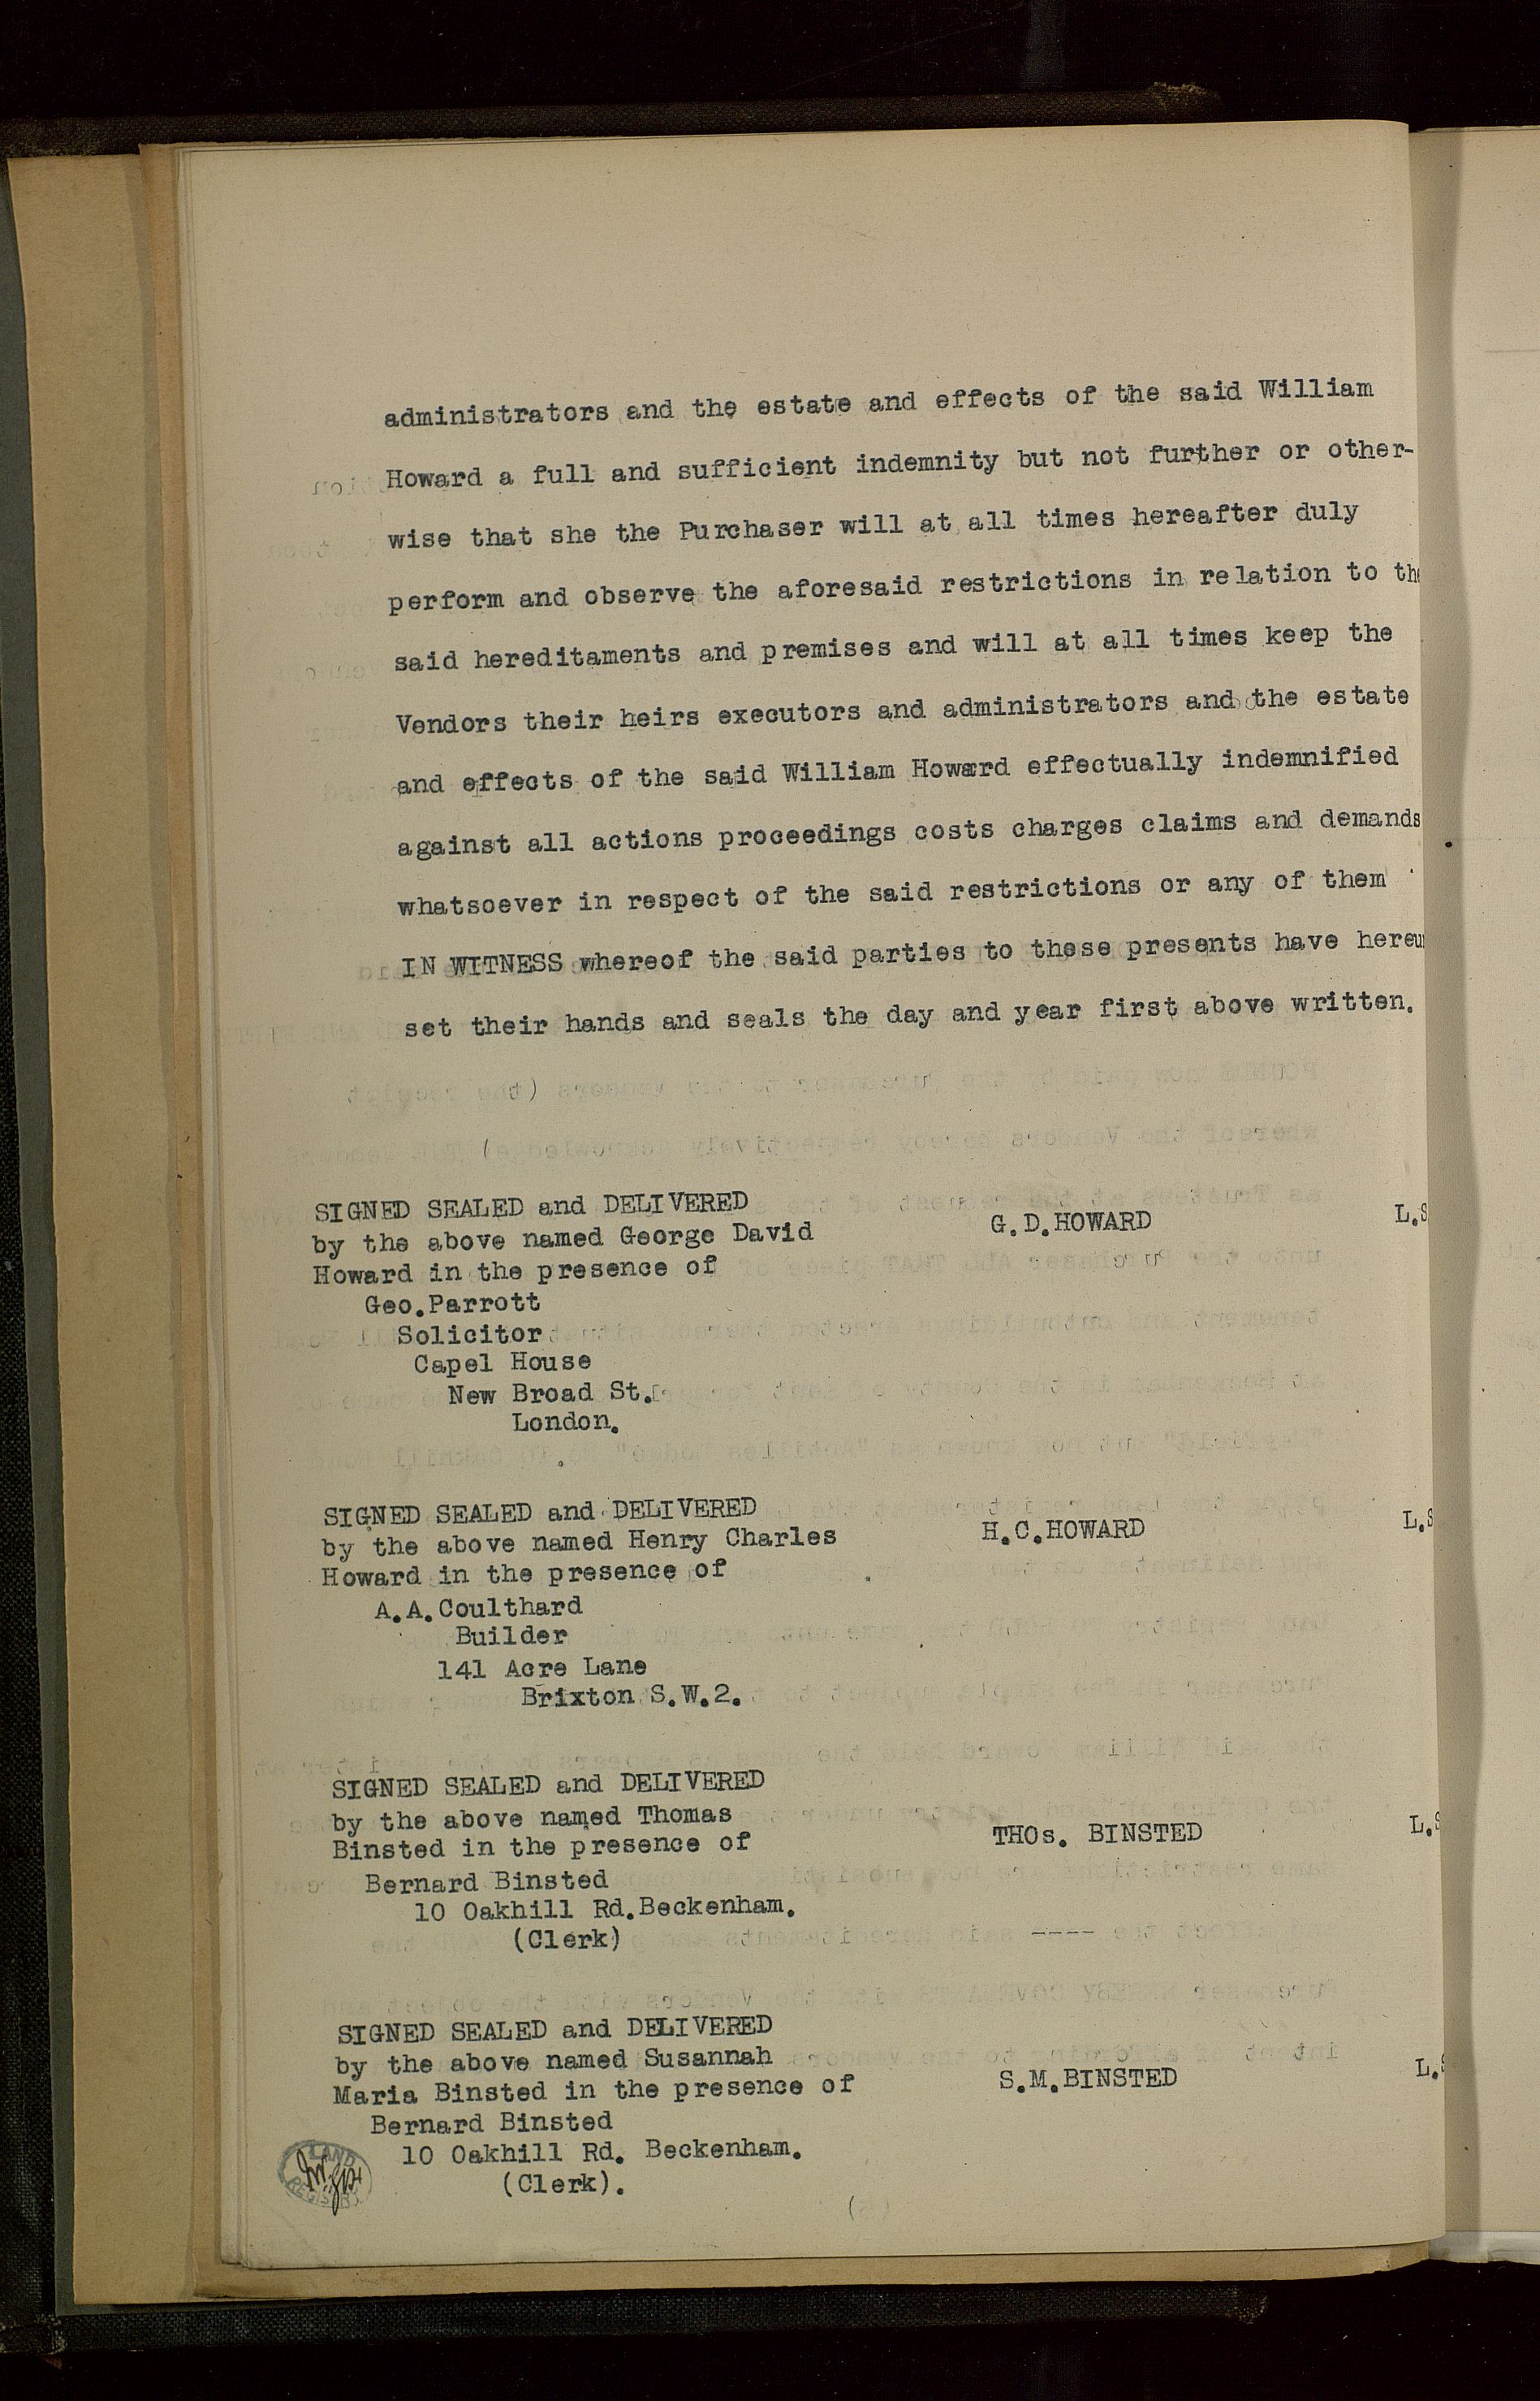 administrators and the estate and effects of the said William
Howard a full and sufficient indemnity but not further or other-
wise that she the Purchaser will at all times hereafter duly
perform and observe the aforesaid restrictions in relation to the
said hereditaments and premises and will at all times keep the
Vendors their heirs executors and administrators and the estate
and effects of the said William Howard effectually indemnified
against all actions proceedings costs charges claims and demands
whatsoever in respect of the said restrictions or any of them
IN WITNESS whereof the said parties to these presents have hereu
set their hands and seals the day and year first above written.
SIGNED SEALED and DELIVERED
by the above named George David G.D.HOWARD L.S
Howard in the presence of
Geo.Parrott
Solicitor
Capel House
New Broad St.
London.
SIGNED SEALED and DELIVERED
by the above named Henry Charles H.C.HOWARD L.S
Howard in the presence of
A.A.Coulthard
Builder
141 Acre Lane
Brixton S.W.2.
SIGNED SEALED and DELIVERED
by the above named Thomas THOs. BINSTED L.S
Binsted in the presence of
Bernard Binsted
10 Oakhill Rd.Beckenham.
(Clerk)
SIGNED SEALED and DELIVERED
by the above named Susannah
Maria Binsted in the presence of S.M.BINSTED L.S
Bernard Binsted
10 Oakhill Rd. Beckenham.
(Clerk).
LAND
REGISTRY